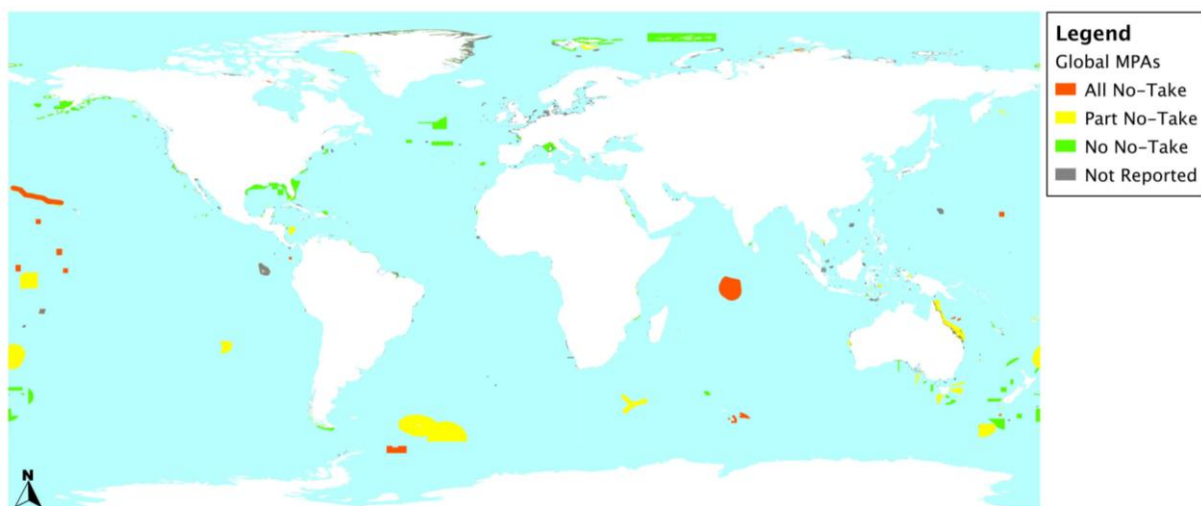 Legend
Global MPAs
All No-Take
Part No-Take
No No-Take
Not Reported
N